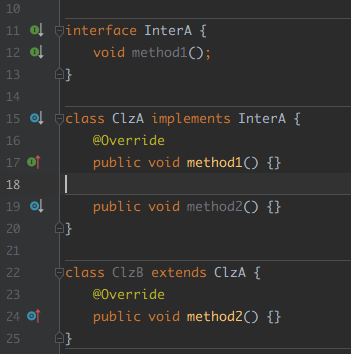 10
11 interface InterA {
12     void method1();
13 }
14
15 class ClzA implements InterA {
16     @Override
17     public void method1() {}
18
19     public void method2() {}
20 }
21
22 class ClzB extends ClzA {
23     @Override
24     public void method2() {}
25 }